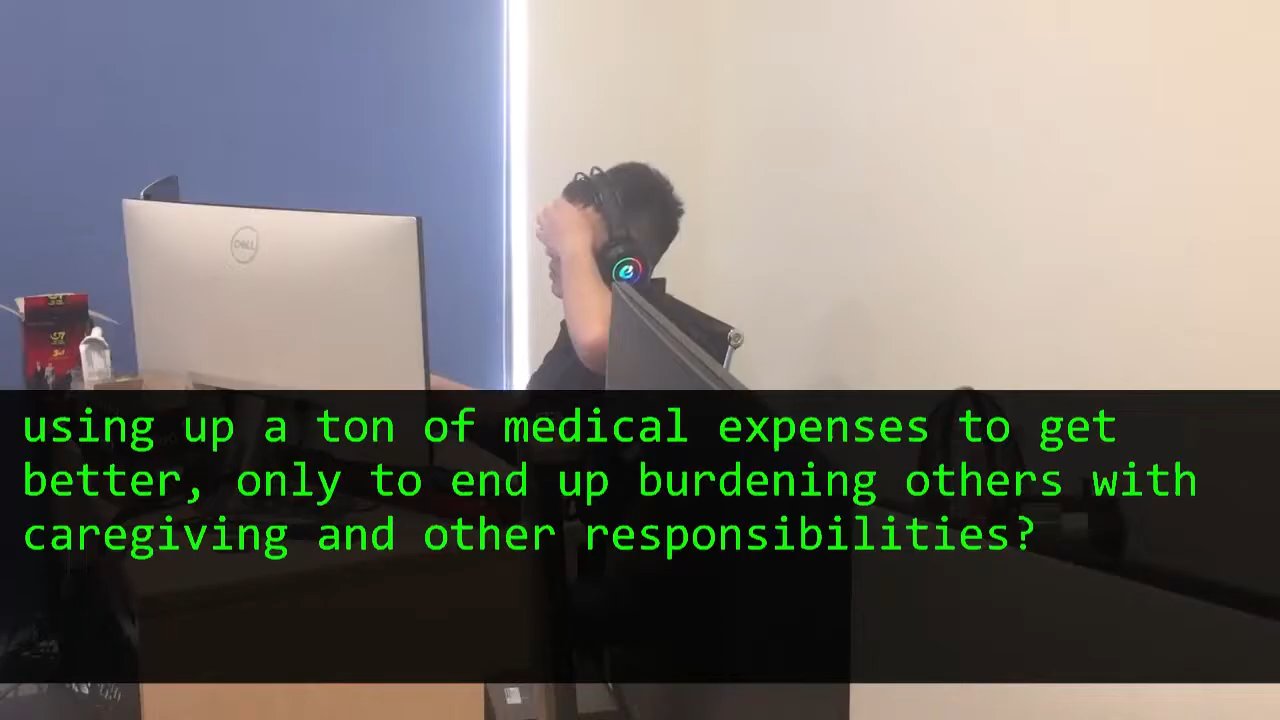 DELL
G7
using up a ton of medical expenses to get
better, only to end up burdening others with
caregiving and other responsibilities?